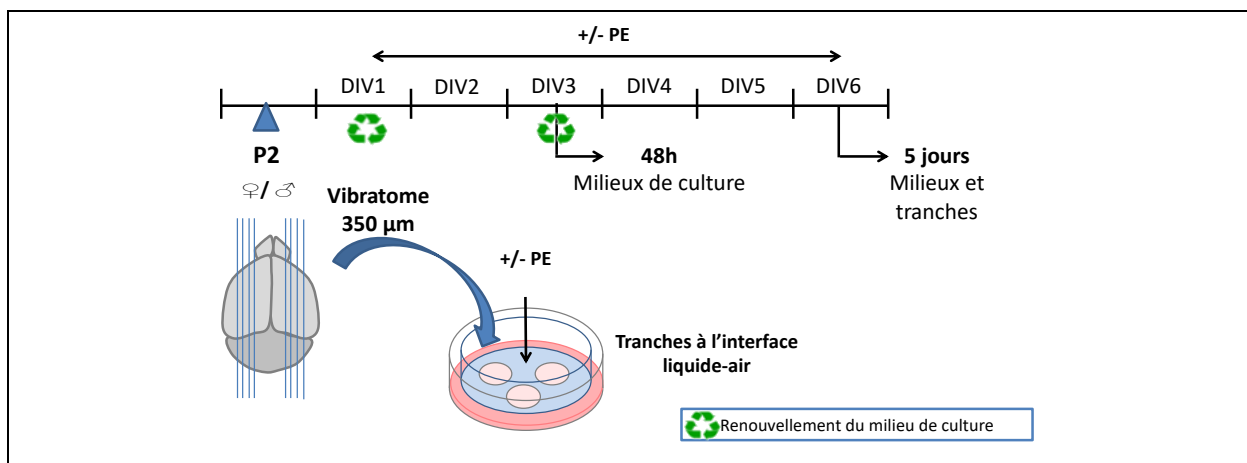 +/- PE
DIV1 DIV2 DIV3 DIV4 DIV5 DIV6
P2
♀/♂
48h
Milieux de culture
5 jours
Milieux et
tranches
Vibratome
350 µm
+/- PE
Tranches à l'interface
liquide-air
Renouvellement du milieu de culture